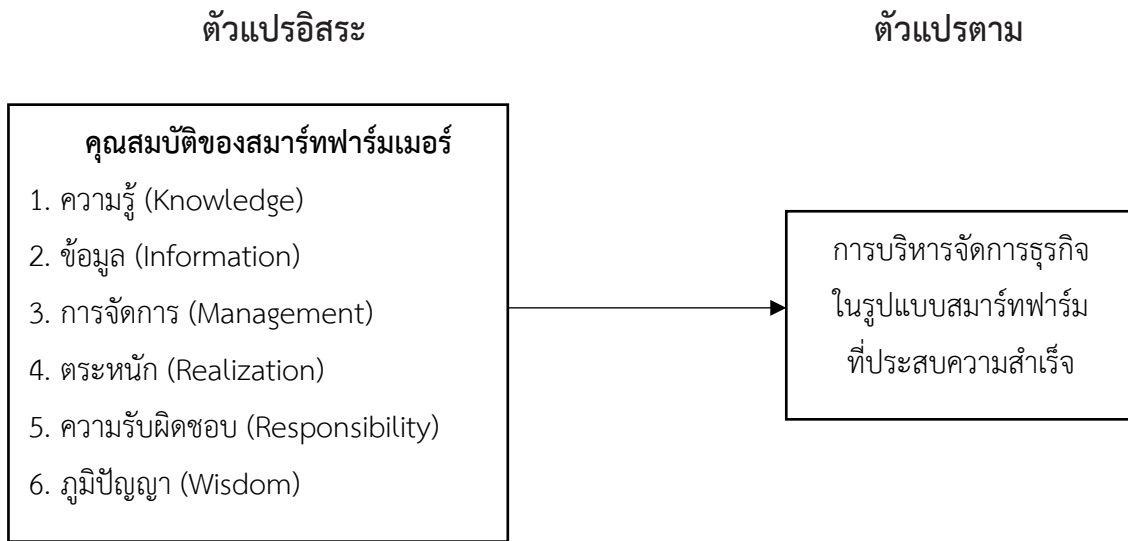 ตัวแปรอิสระ
ตัวแปรตาม
คุณสมบัติของสมาร์ทฟาร์มเมอร์
1. ความรู้ (Knowledge)
2. ข้อมูล (Information)
3. การจัดการ (Management)
4. ตระหนัก (Realization)
5. ความรับผิดชอบ (Responsibility)
6. ภูมิปัญญา (Wisdom)
การบริหารจัดการธุรกิจ
ในรูปแบบสมาร์ทฟาร์ม
ที่ประสบความสำเร็จ